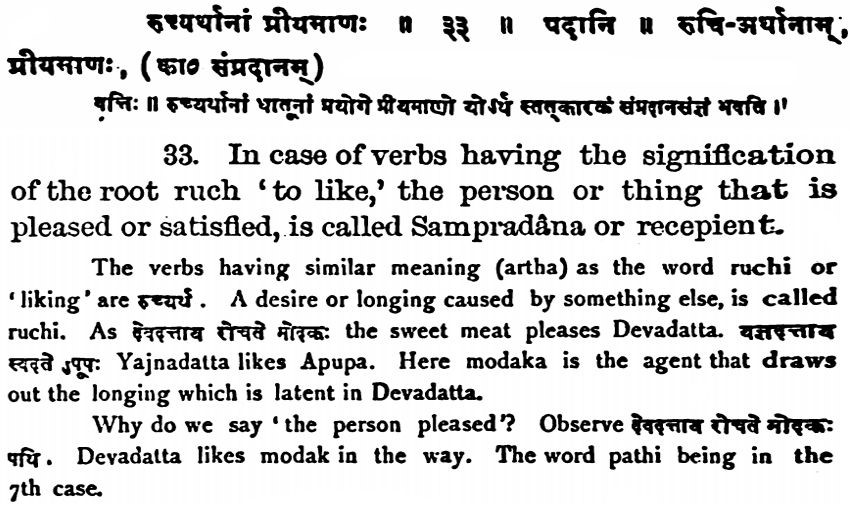 रुच्यर्थानां प्रीयमाणः ॥ ३३ ॥ पदानि ॥ रुचि-अर्थानाम्,
प्रीयमाणः, (का० संप्रदानम्)
वृत्तिः ॥ रुच्यर्थानां धातूनां प्रयोगे प्रीयमाणो योऽर्थ स्तत्कारकं संप्रदानसंज्ञं भवति ।'
33. In case of verbs having the signification
of the root ruch ‘to like,’ the person or thing that is
pleased or satisfied, is called Sampradâna or recepient.
The verbs having similar meaning (artha) as the word ruchi or
‘liking’ are रुच्यर्थ. A desire or longing caused by something else, is called
ruchi. As देवदत्ताय रोचते मोदकः the sweet meat pleases Devadatta. यज्ञदत्ताय
स्वदते ऽपूपः Yajnadatta likes Apupa. Here modaka is the agent that draws
out the longing which is latent in Devadatta.
Why do we say ‘the person pleased’? Observe देवदत्ताय रोचते मोदकः
पथि. Devadatta likes modak in the way. The word pathi being in the
7th case.